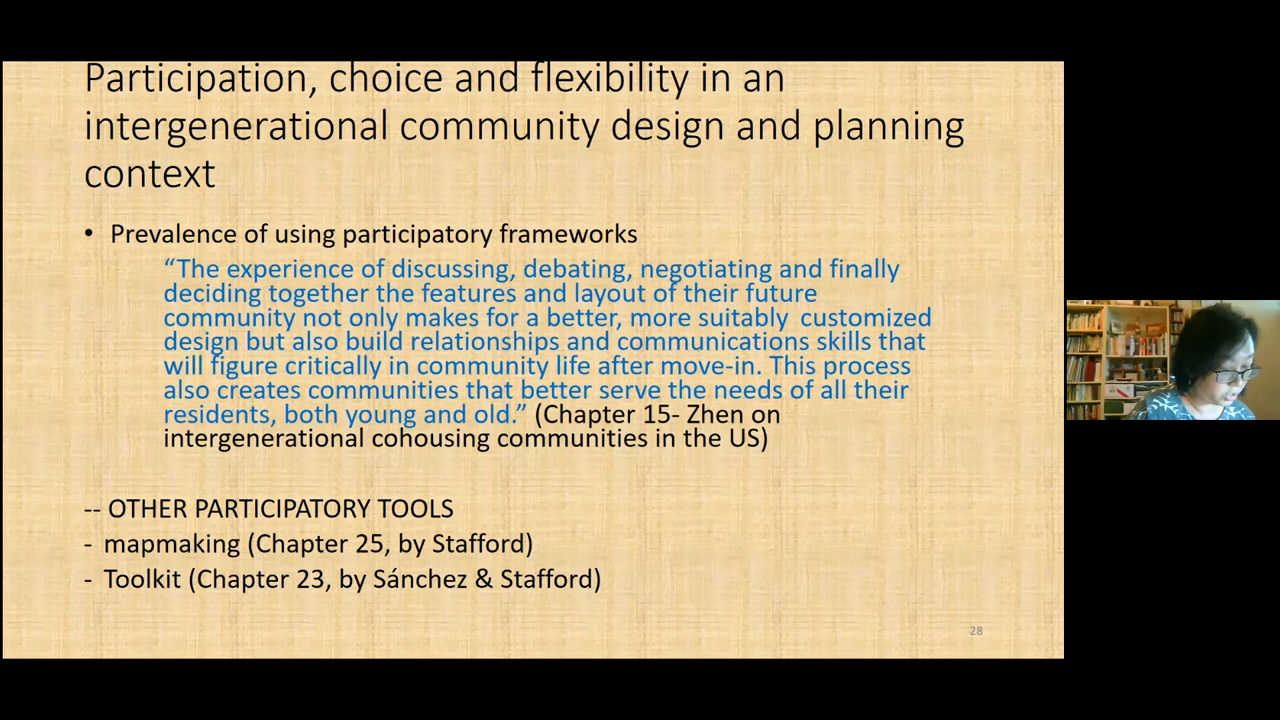 Participation, choice and flexibility in an
intergenerational community design and planning
context
• Prevalence of using participatory frameworks
“The experience of discussing, debating, negotiating and finally
deciding together the features and layout of their future
community not only makes for a better, more suitably customized
design but also build relationships and communications skills that
will figure critically in community life after move-in. This process
also creates communities that better serve the needs of all their
residents, both young and old.” (Chapter 15- Zhen on
intergenerational cohousing communities in the US)
-- OTHER PARTICIPATORY TOOLS
- mapmaking (Chapter 25, by Stafford)
- Toolkit (Chapter 23, by Sánchez & Stafford)
28